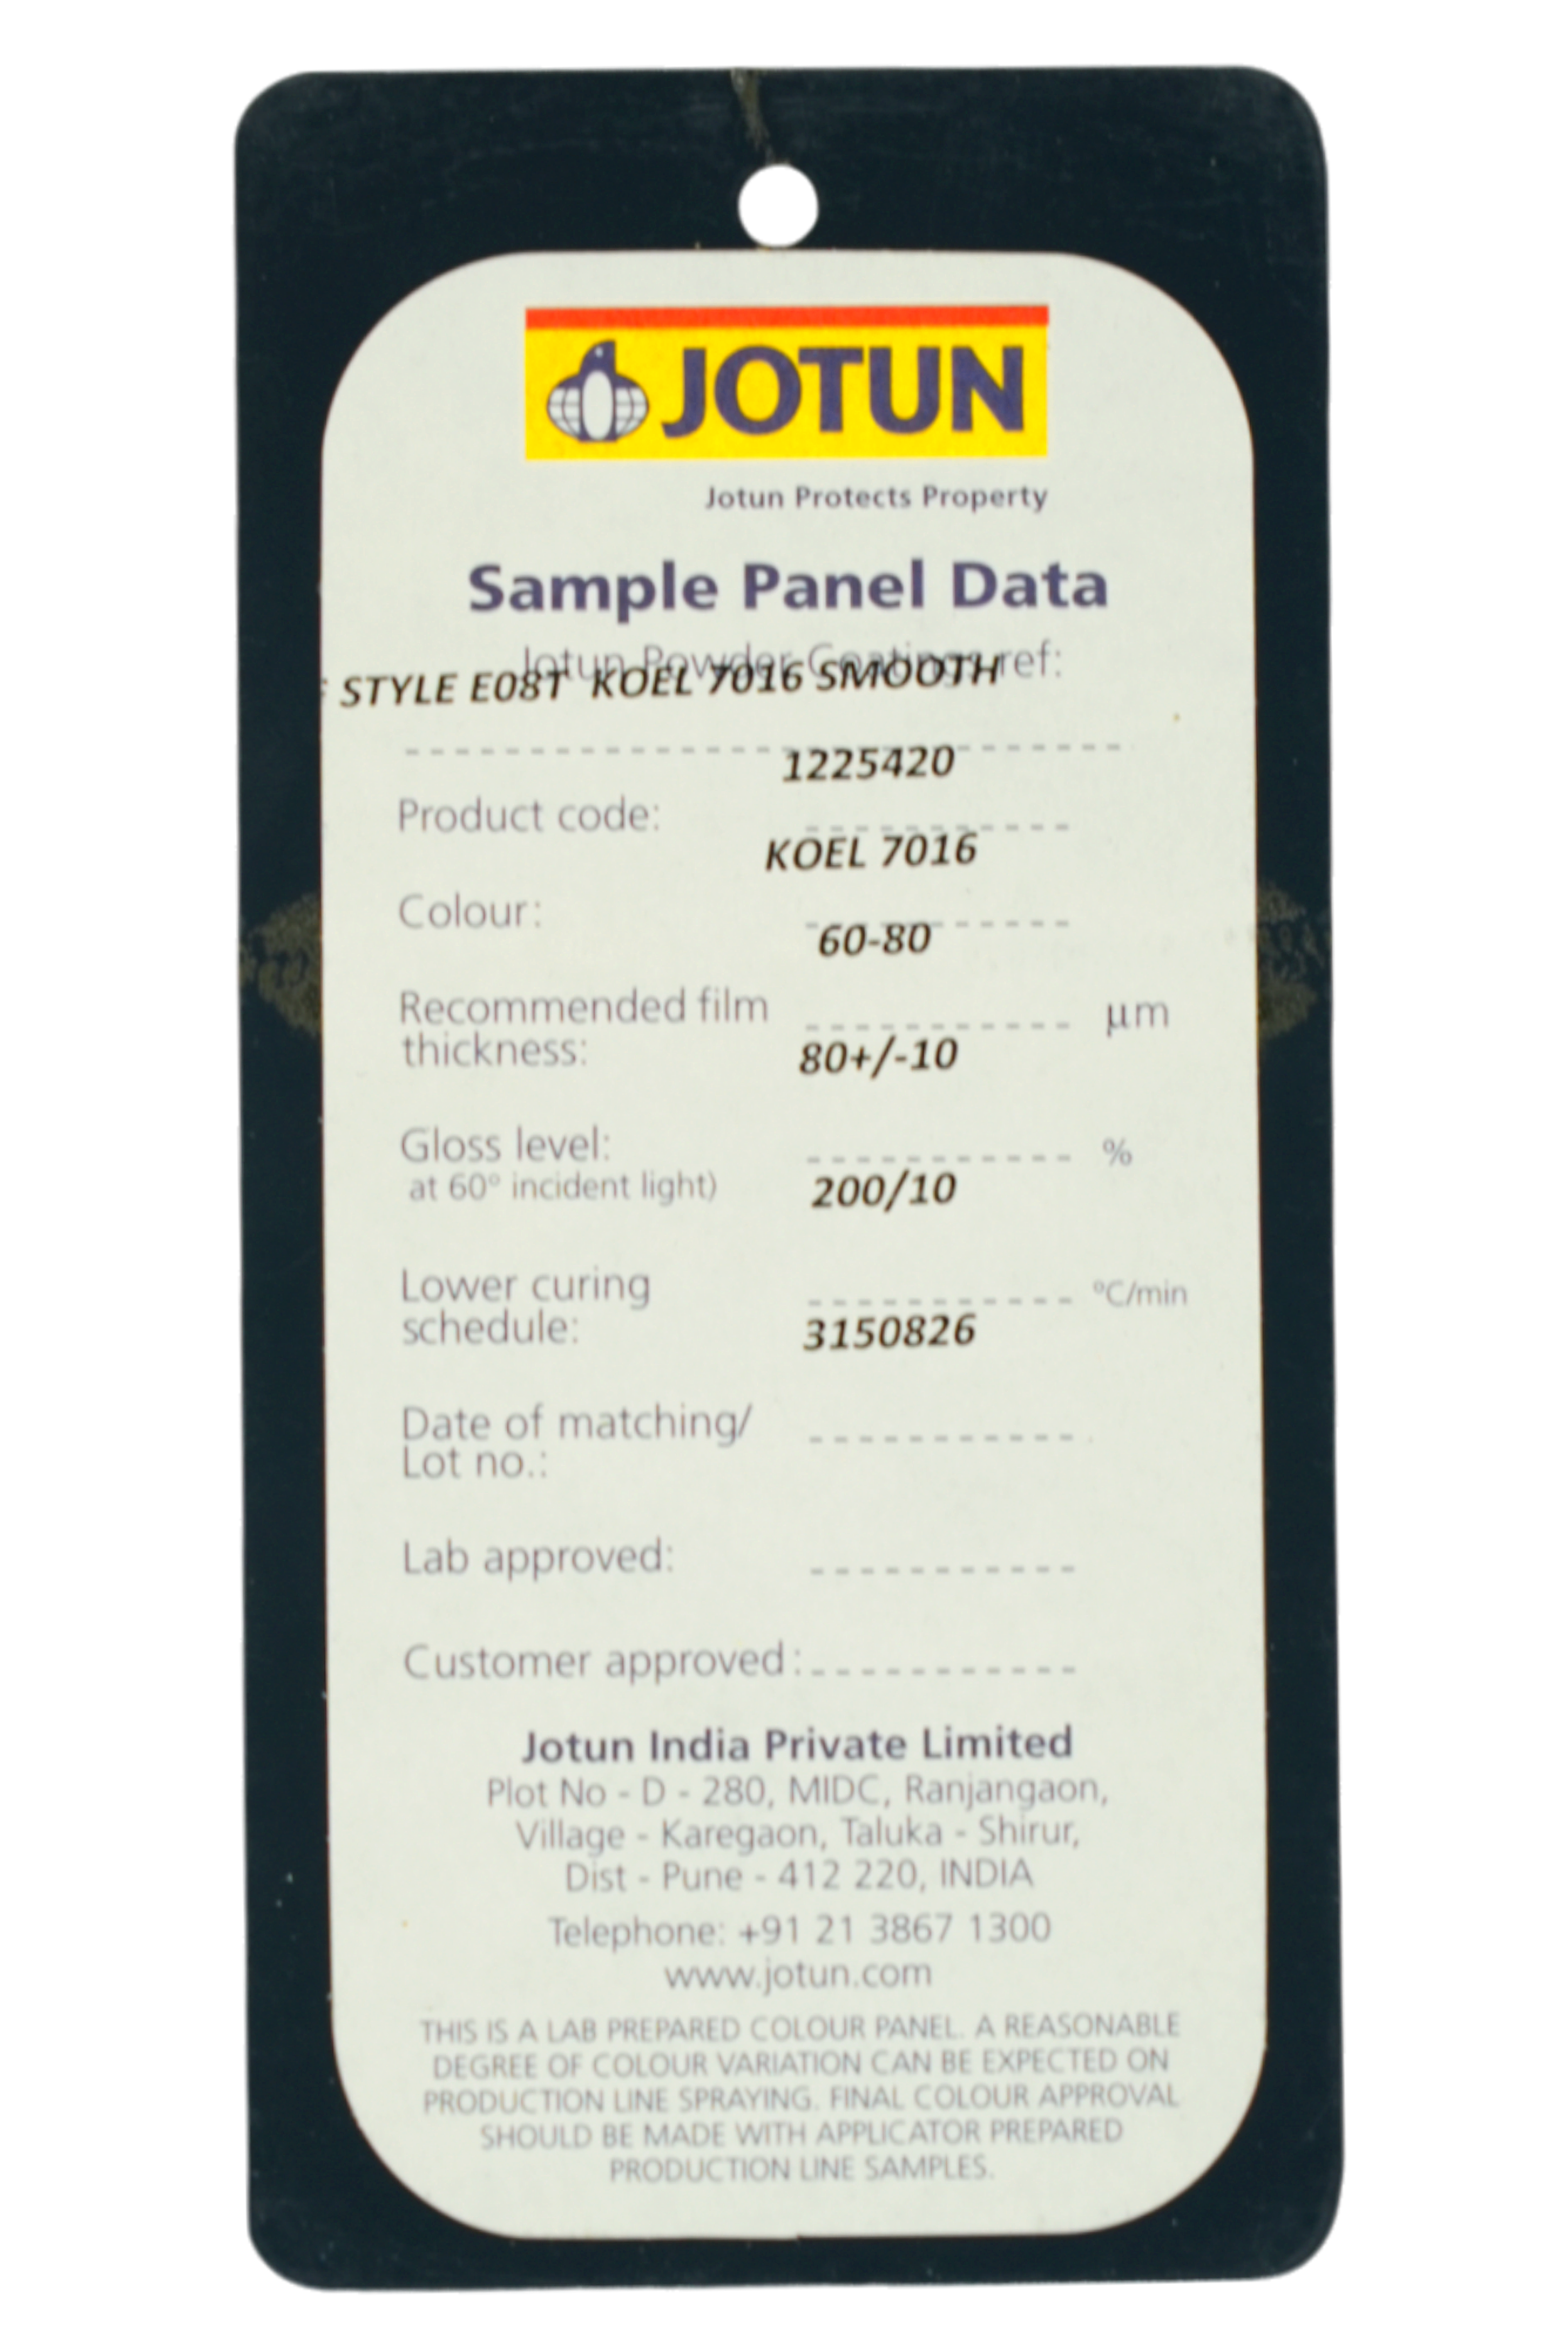 JOTUN
Jotun Protects Property
Sample Panel Data
Jotun Powder Coatings ref:
STYLE E08T KOEL 7016 SMOOTH
1225420
Product code:
KOEL 7016
Colour:
60-80
Recommended film
thickness:
µm
80+/-10
Gloss level:
%
at 60° incident light)
200/10
Lower curing
schedule:
°C/min
3150826
Date of matching/
Lot no.:
Lab approved:
Customer approved:
Jotun India Private Limited
Plot No - D - 280, MIDC, Ranjangaon,
Village - Karegaon, Taluka - Shirur,
Dist - Pune - 412 220, INDIA
Telephone: +91 21 3867 1300
www.jotun.com
THIS IS A LAB PREPARED COLOUR PANEL. A REASONABLE
DEGREE OF COLOUR VARIATION CAN BE EXPECTED ON
PRODUCTION LINE SPRAYING. FINAL COLOUR APPROVAL
SHOULD BE MADE WITH APPLICATOR PREPARED
PRODUCTION LINE SAMPLES.